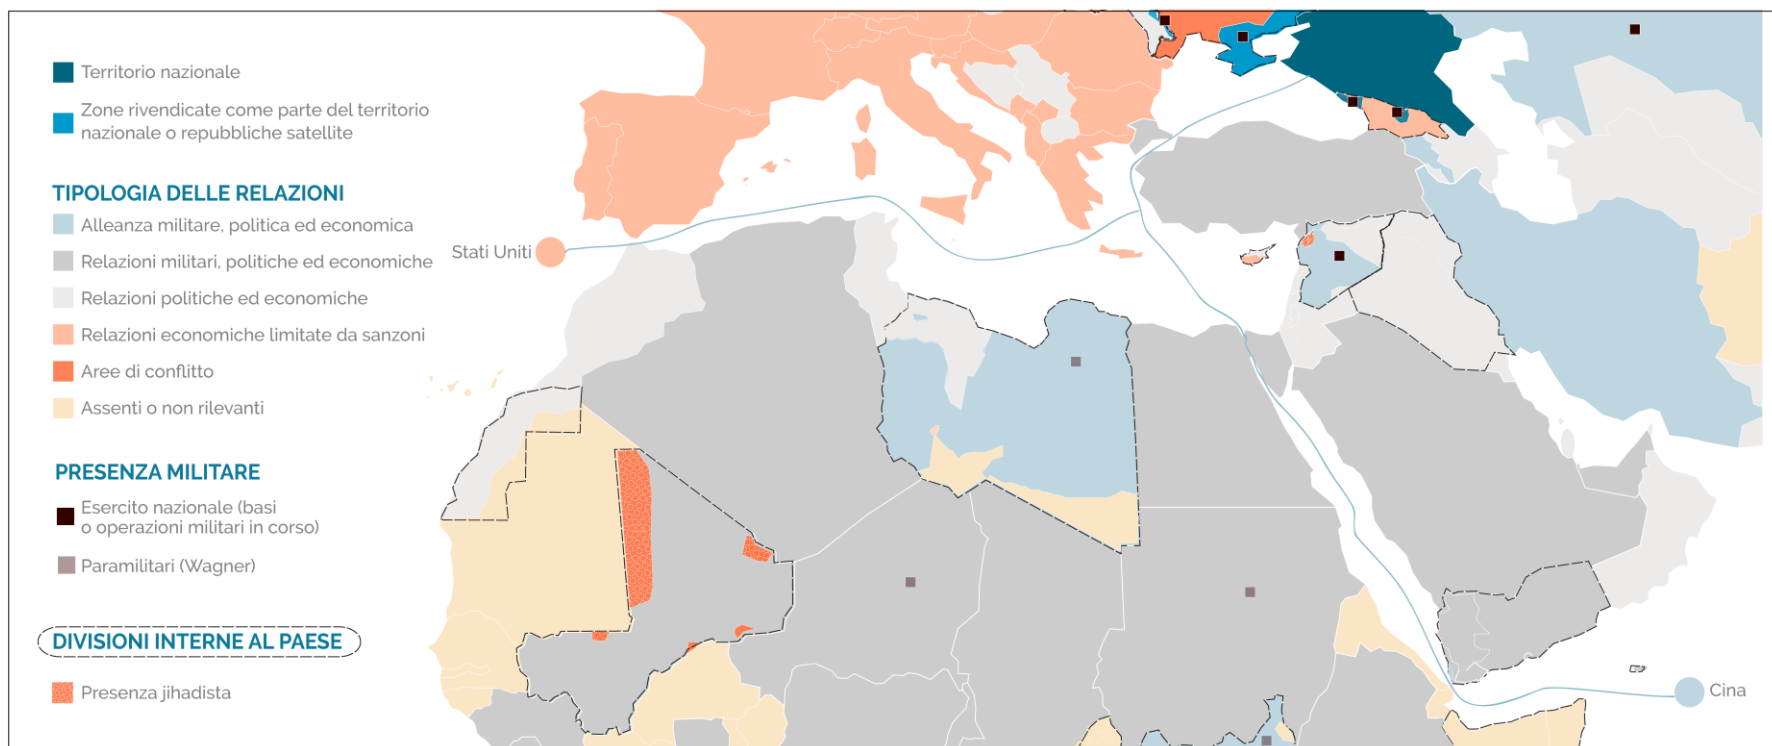 Territorio nazionale
Zone rivendicate come parte del territorio
nazionale o repubbliche satellite
TIPOLOGIA DELLE RELAZIONI
Alleanza militare, politica ed economica
Relazioni militari, politiche ed economiche
Relazioni politiche ed economiche
Relazioni economiche limitate da sanzoni
Aree di conflitto
Assenti o non rilevanti
PRESENZA MILITARE
Esercito nazionale (basi
o operazioni militari in corso)
Paramilitari (Wagner)
DIVISIONI INTERNE AL PAESE
Presenza jihadista
Stati Uniti
Cina